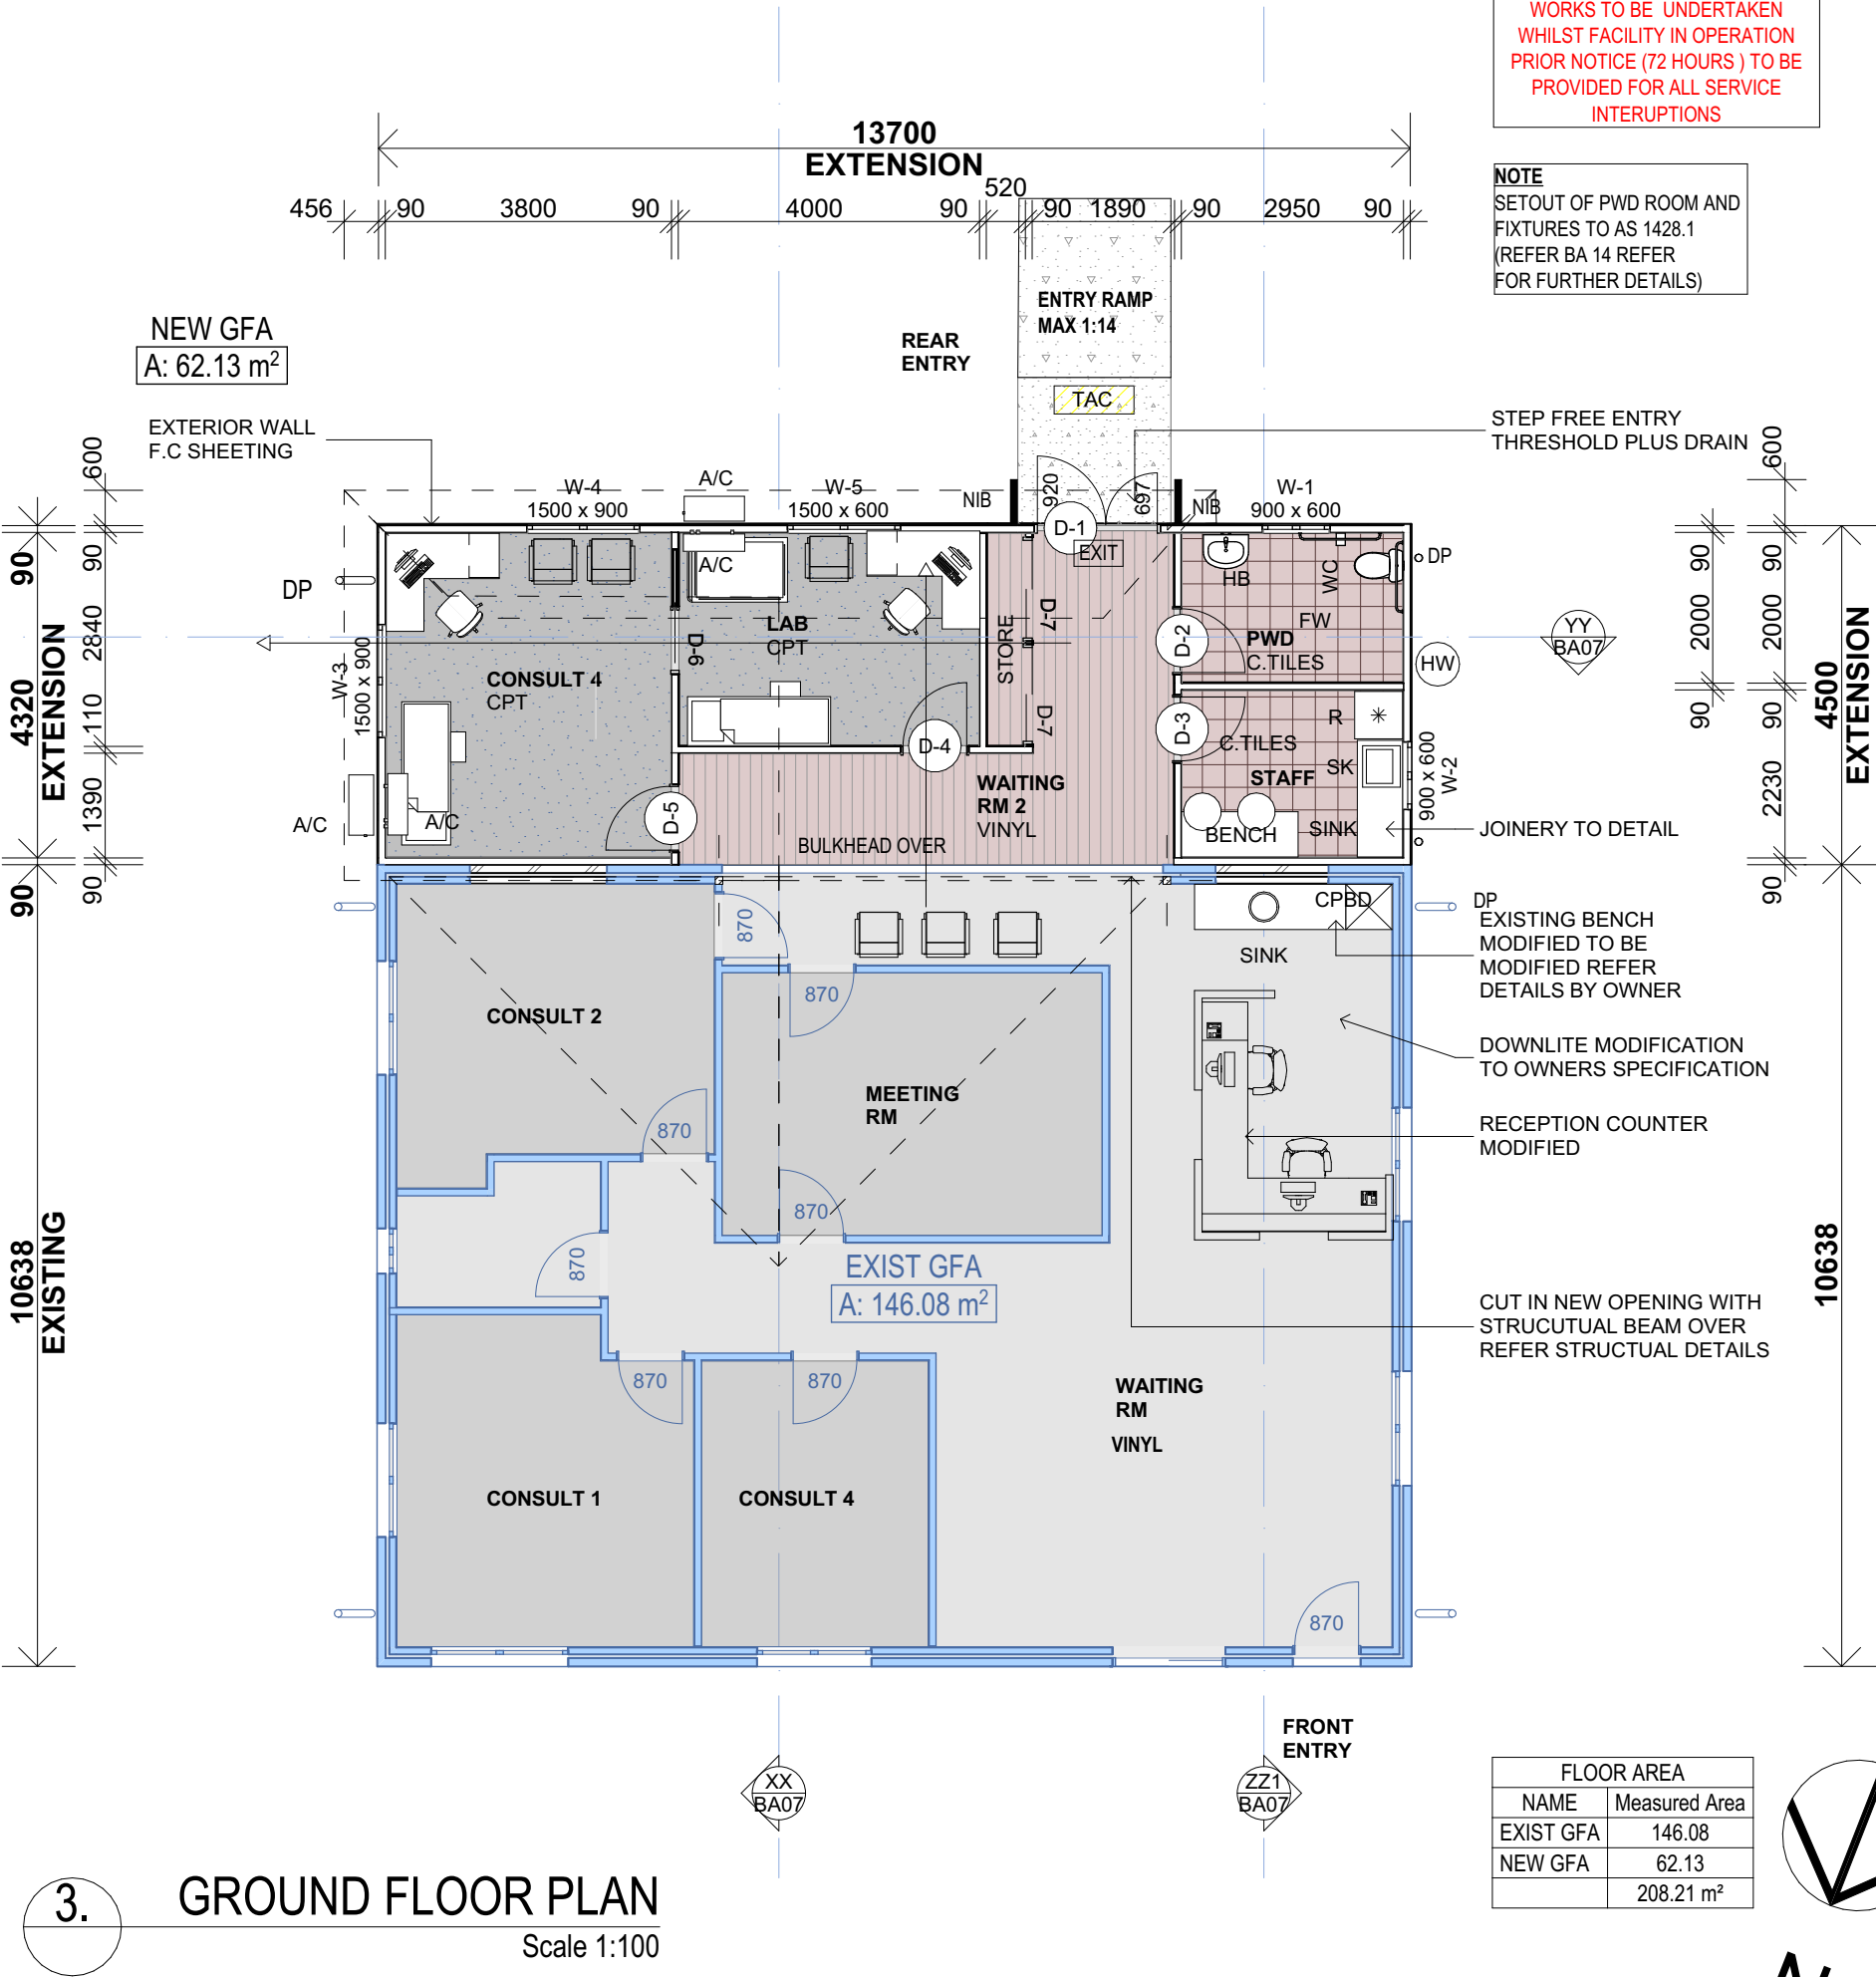 WORKS TO BE UNDERTAKEN
WHILST FACILITY IN OPERATION
PRIOR NOTICE (72 HOURS ) TO BE
PROVIDED FOR ALL SERVICE
INTERUPTIONS
NOTE
SETOUT OF PWD ROOM AND
FIXTURES TO AS 1428.1
(REFER BA 14 REFER
FOR FURTHER DETAILS)
13700
EXTENSION
456 90 3800 90 4000 90 520 90 1890 90 2950 90
ENTRY RAMP
MAX 1:14
REAR
ENTRY
TAC
NEW GFA
A: 62.13 m²
EXTERIOR WALL
F.C SHEETING
STEP FREE ENTRY
THRESHOLD PLUS DRAIN
W-4
1500 x 900
A/C
W-5
1500 x 600
NIB
920
697
NIB
W-1
900 x 600
D-1
EXIT
A/C
HB
WC
DP
DP
FW
LAB
CPT
D-6
STORE
D-7
D-7
D-2
PWD
C.TILES
HW
YY
BA07
W-3
1500 x 900
CONSULT 4
CPT
D-4
D-3
C.TILES
R
STAFF
SK
900 x 600
W-2
WAITING
RM 2
VINYL
D-5
A/C
A/C
BULKHEAD OVER
BENCH
SINK
JOINERY TO DETAIL
600
90
2840
110
1390
90
90
4320
EXTENSION
90
10638
EXISTING
90
2000
90
600
90
2000
90
2230
90
4500
EXTENSION
10638
CPBD
SINK
DP
EXISTING BENCH
MODIFIED TO BE
MODIFIED REFER
DETAILS BY OWNER
DOWNLITE MODIFICATION
TO OWNERS SPECIFICATION
RECEPTION COUNTER
MODIFIED
CUT IN NEW OPENING WITH
STRUCUTUAL BEAM OVER
REFER STRUCTUAL DETAILS
870
870
CONSULT 2
MEETING
RM
870
870
870
EXIST GFA
A: 146.08 m²
870
870
WAITING
RM
VINYL
CONSULT 1
CONSULT 4
870
FRONT
ENTRY
XX
BA07
ZZ1
BA07
FLOOR AREA
NAME Measured Area
EXIST GFA 146.08
NEW GFA 62.13
208.21 m²
3.
GROUND FLOOR PLAN
Scale 1:100